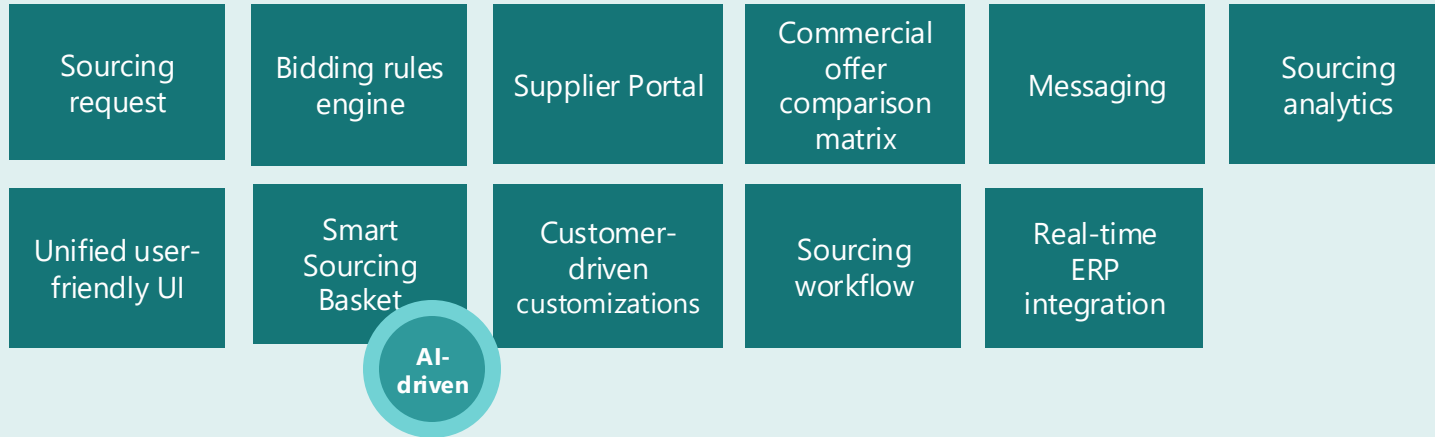 Sourcing
request
Bidding rules
engine
Supplier Portal
Commercial
offer
comparison
matrix
Messaging
Sourcing
analytics
Unified user-
friendly UI
Smart
Sourcing
Basket
AI-
driven
Customer-
driven
customizations
Sourcing
workflow
Real-time
ERP
integration